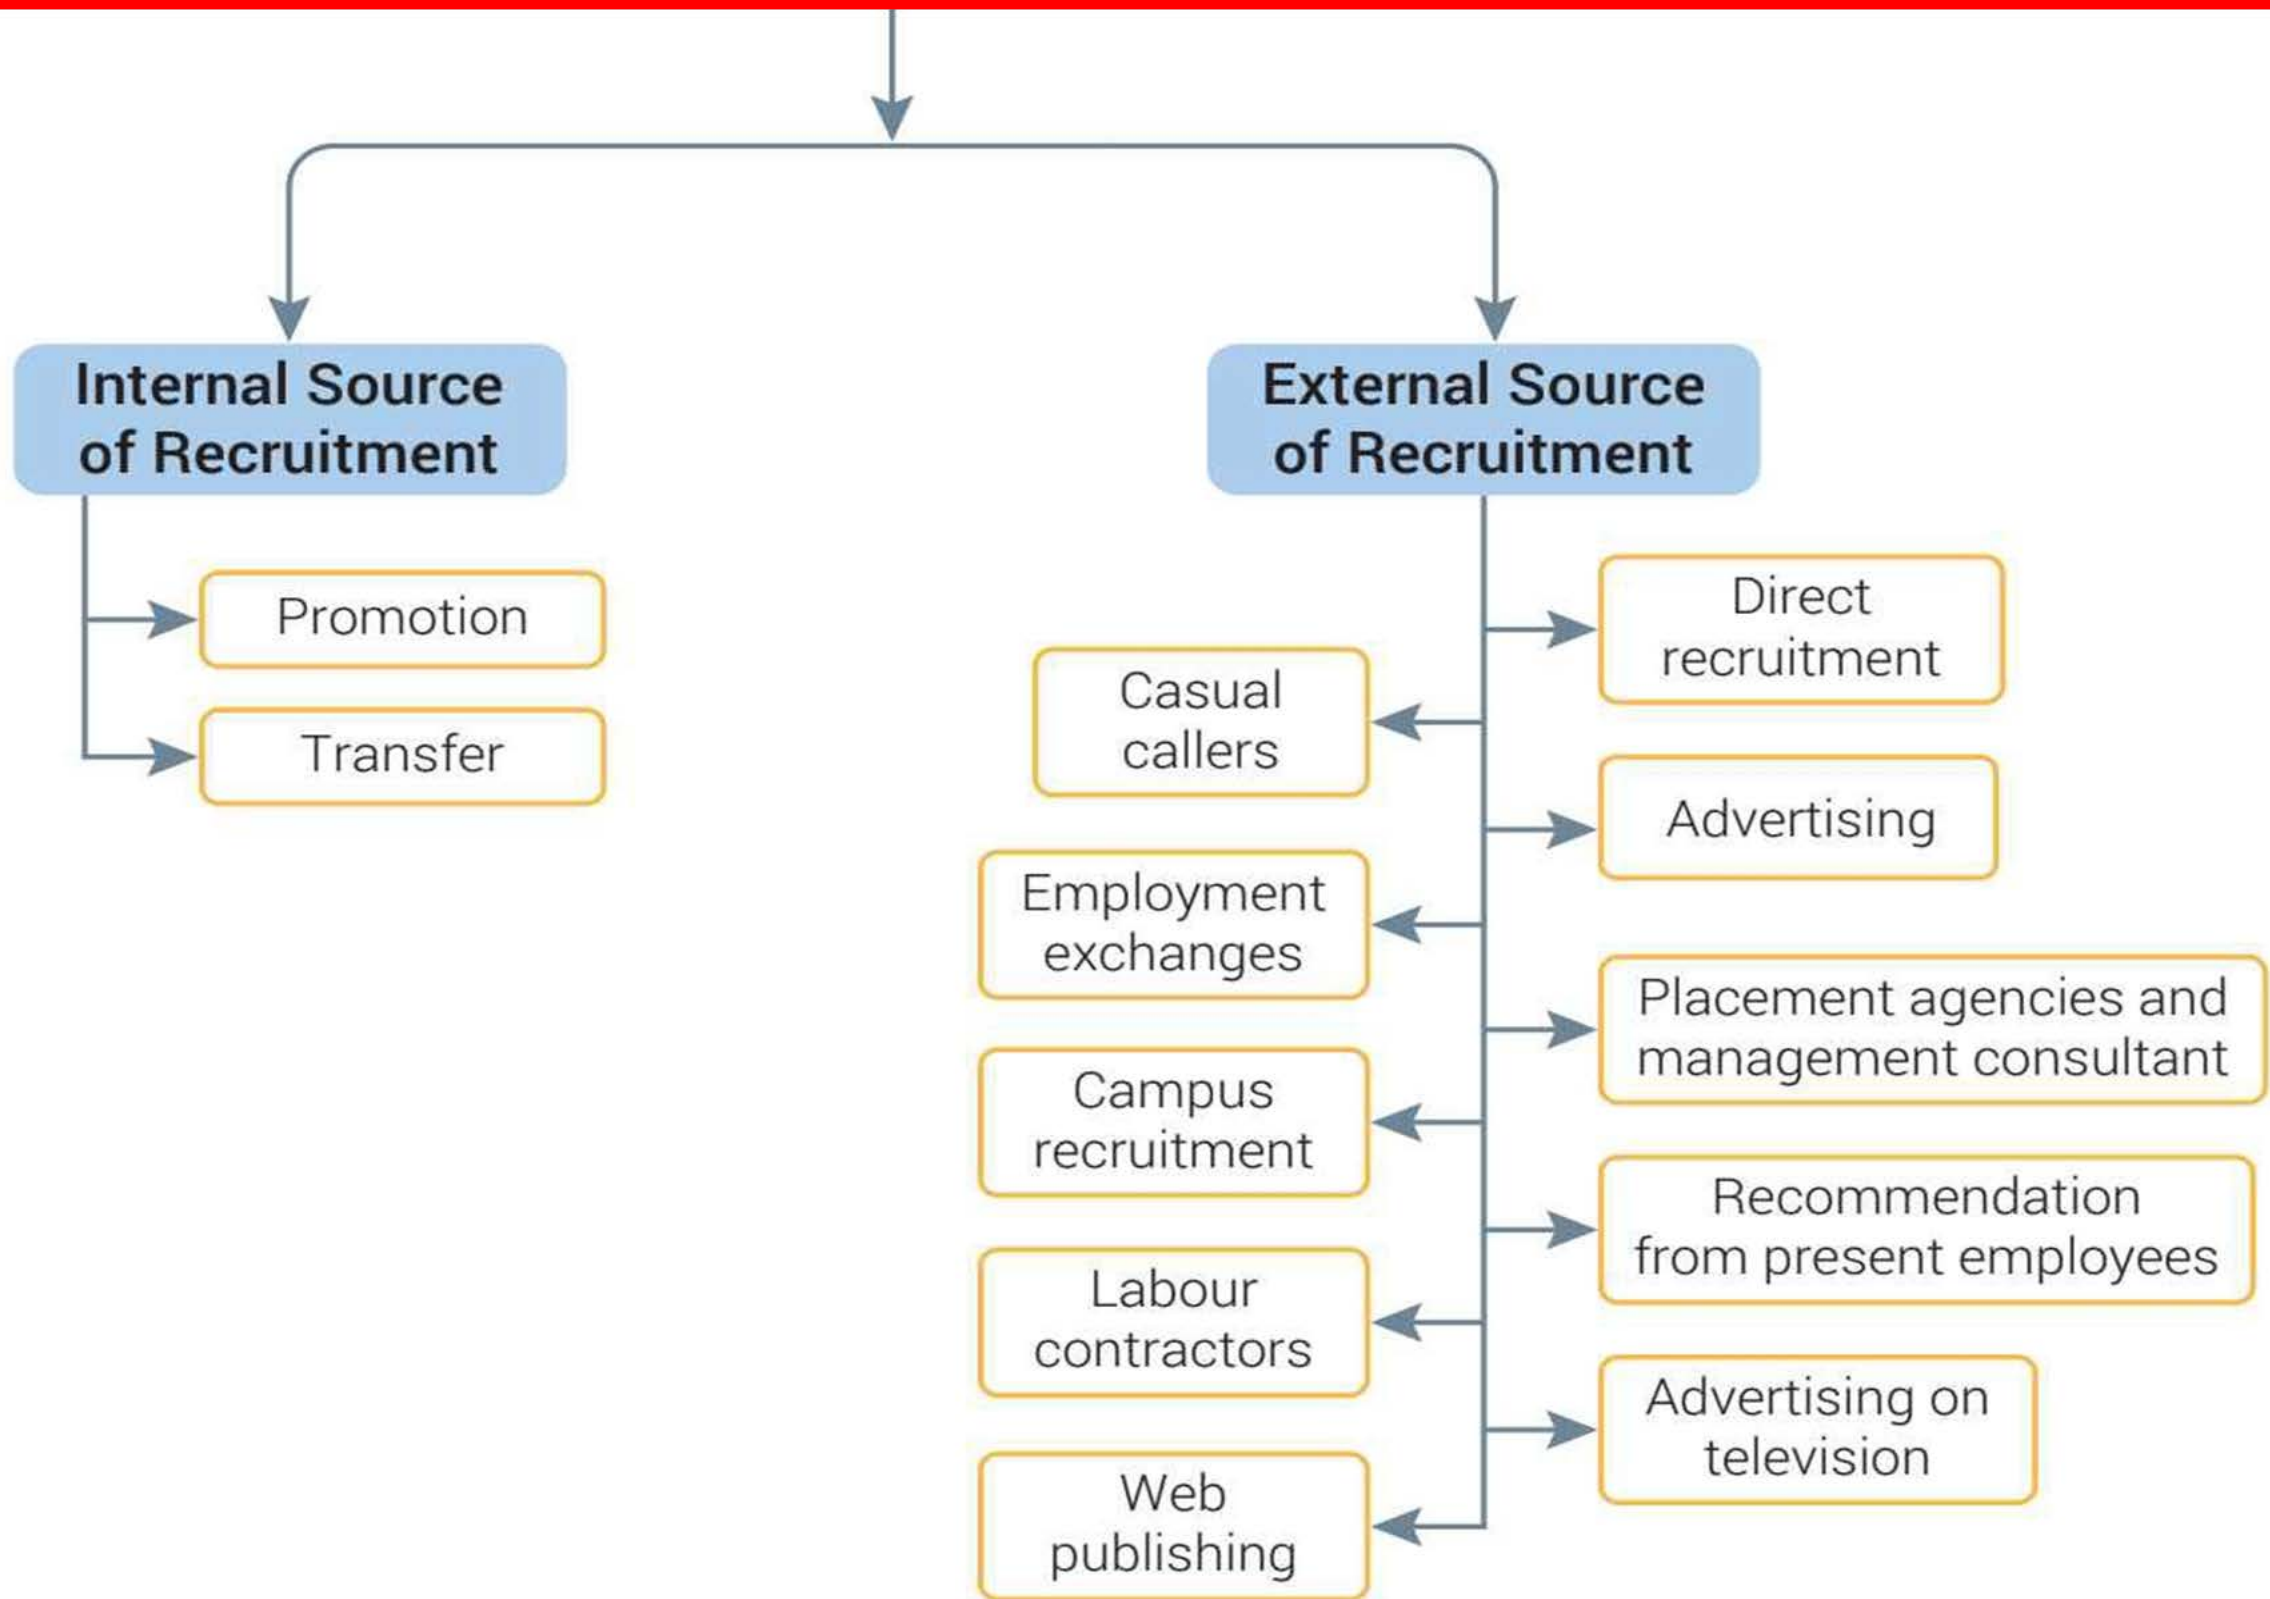 Internal Source
of Recruitment
Promotion
Transfer
External Source
of Recruitment
Direct
recruitment
Casual
callers
Advertising
Employment
exchanges
Placement agencies and
management consultant
Campus
recruitment
Recommendation
from present employees
Labour
contractors
Advertising on
television
Web
publishing